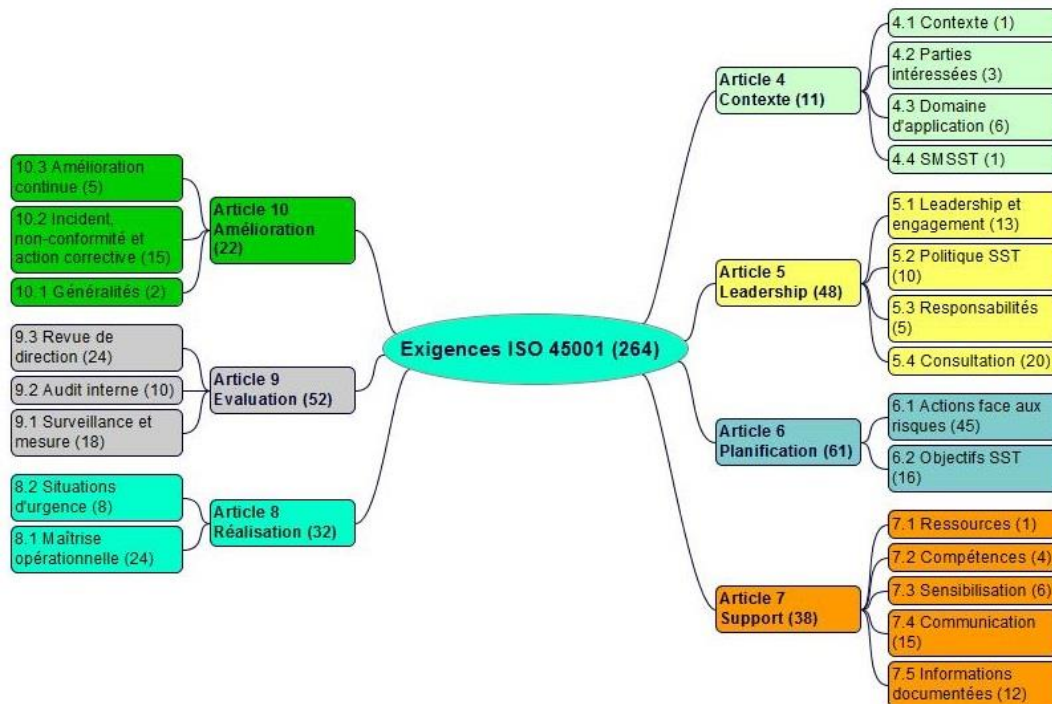 Exigences ISO 45001 (264)
Article 4
Contexte (11)
4.1 Contexte (1)
4.2 Parties
intéressées (3)
4.3 Domaine
d'application (6)
4.4 SMSST (1)
Article 5
Leadership (48)
5.1 Leadership et
engagement (13)
5.2 Politique SST
(10)
5.3 Responsabilités
(5)
5.4 Consultation (20)
Article 6
Planification (61)
6.1 Actions face aux
risques (45)
6.2 Objectifs SST
(16)
Article 7
Support (38)
7.1 Ressources (1)
7.2 Compétences (4)
7.3 Sensibilisation (6)
7.4 Communication
(15)
7.5 Informations
documentées (12)
Article 8
Réalisation (32)
8.2 Situations
d'urgence (8)
8.1 Maîtrise
opérationnelle (24)
Article 9
Evaluation (52)
9.3 Revue de
direction (24)
9.2 Audit interne (10)
9.1 Surveillance et
mesure (18)
Article 10
Amélioration
(22)
10.3 Amélioration
continue (5)
10.2 Incident,
non-conformité et
action corrective (15)
10.1 Généralités (2)